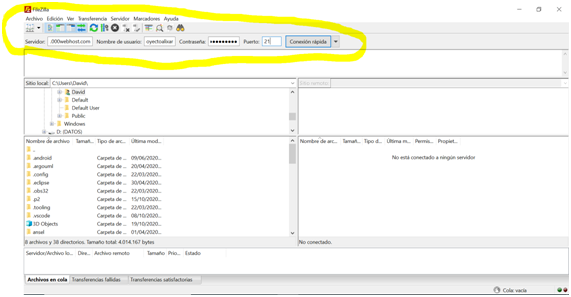 FileZilla
Archivo Edición Ver Transferencia Servidor Marcadores Ayuda
Servidor: .000webhost.com Nombre de usuario: oyectoalixar Contraseña: ●●●●●●●●● Puerto: 21 Conexión rápida
Sitio local: C:\Users\David\ Sitio remoto:
David
Default
Default User
Public
Windows
D: (DATOS)
Nombre de archivo Tamañ... Tipo de arc... Última mod... Nombre de arc... Tamañ... Tipo d... Última m... Permis... Propiet...
..
.android Carpeta de ... 09/06/2020... No está conectado a ningún servidor
.argouml Carpeta de ... 20/04/2020...
.config Carpeta de ... 22/03/2020...
.eclipse Carpeta de ... 30/04/2020...
.obs32 Carpeta de ... 22/03/2020...
.p2 Carpeta de ... 15/10/2020...
.tooling Carpeta de ... 22/03/2020...
.vscode Carpeta de ... 08/10/2020...
3D Objects Carpeta de ... 19/10/2020...
ansel Carpeta de ... 01/04/2020...
8 archivos y 38 directorios. Tamaño total: 4.014.167 bytes No conectado.
Servidor/Archivo lo... Dire... Archivo remoto Tamaño Prio... Estado
Archivos en cola Transferencias fallidas Transferencias satisfactorias
Cola: vacía